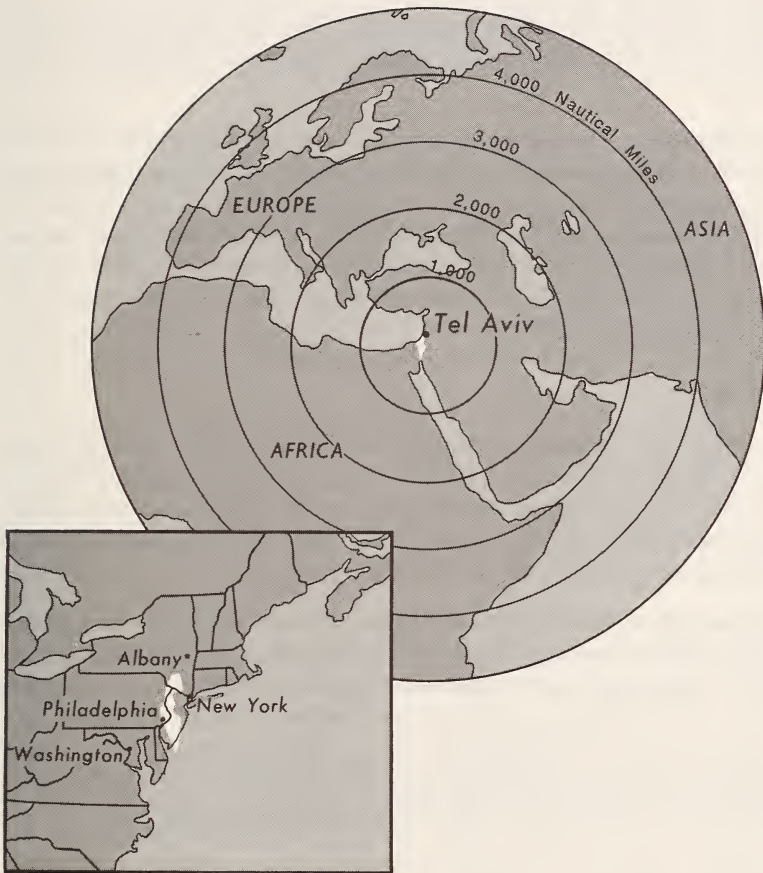 4,000 Nautical Miles
3,000
EUROPE
2,000
ASIA
1,000
Tel Aviv
AFRICA
Albany
New York
Philadelphia
Washington